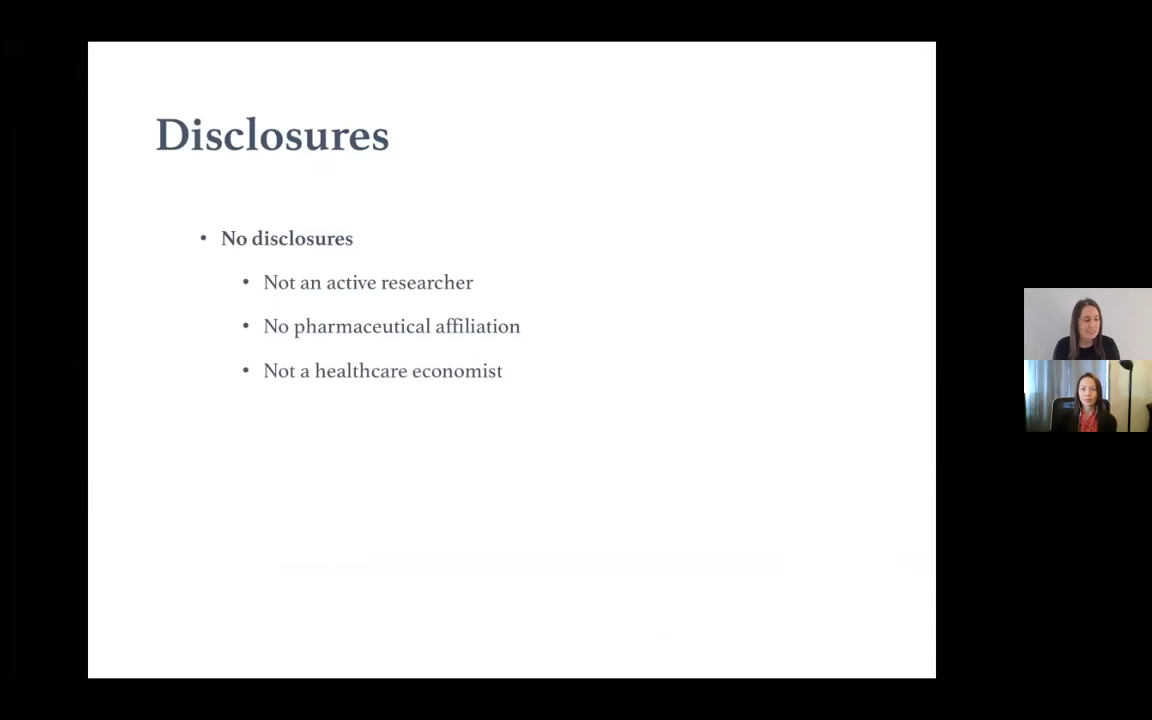 Disclosures
• No disclosures
• Not an active researcher
• No pharmaceutical affiliation
• Not a healthcare economist